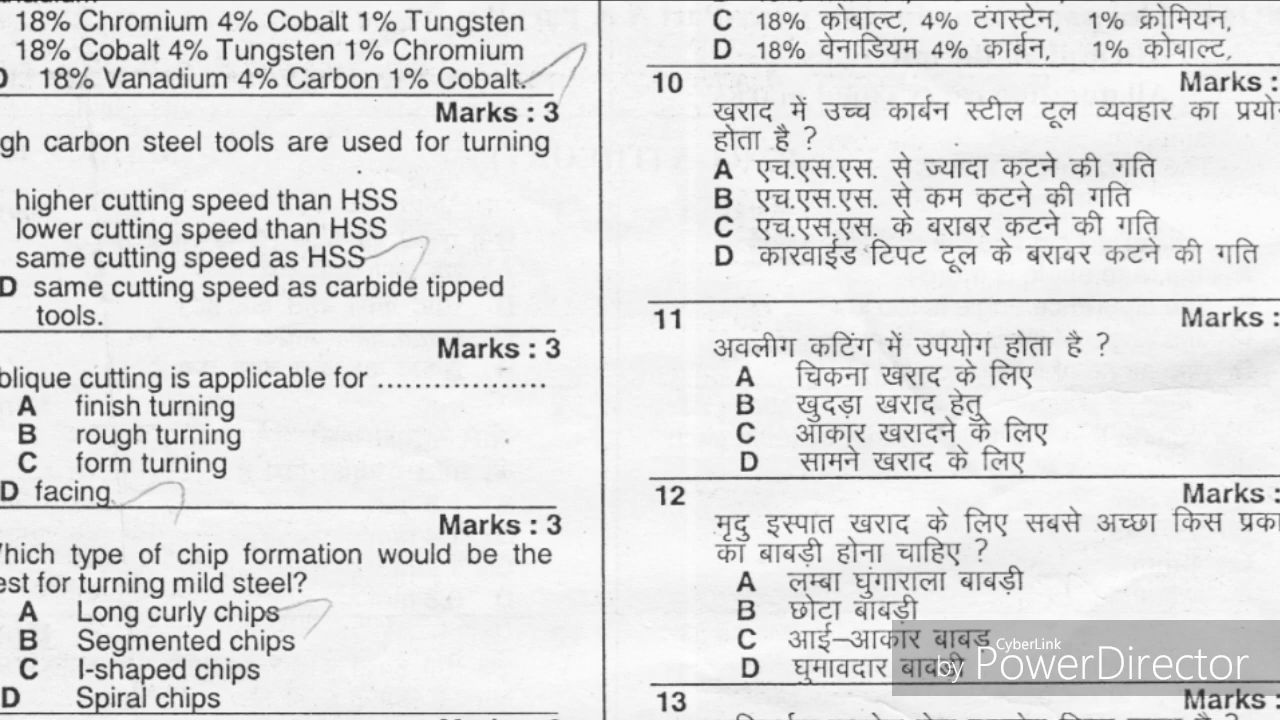 18% Chromium 4% Cobalt 1% Tungsten
18% Cobalt 4% Tungsten 1% Chromium
D 18% Vanadium 4% Carbon 1% Cobalt.
Marks : 3
gh carbon steel tools are used for turning
higher cutting speed than HSS
lower cutting speed than HSS
same cutting speed as HSS
D same cutting speed as carbide tipped
tools.
Marks : 3
blique cutting is applicable for ..................
A finish turning
B rough turning
C form turning
D facing
Marks : 3
Which type of chip formation would be the
est for turning mild steel?
A Long curly chips
B Segmented chips
C I-shaped chips
D Spiral chips
C 18% कोबाल्ट, 4% टंगस्टेन, 1% क्रोमियन,
D 18% वेनाडियम 4% कार्बन, 1% कोवाल्ट,
10 Marks :
खराद में उच्च कार्बन स्टील टूल व्यवहार का प्रयो
होता है ?
A एच.एस.एस. से ज्यादा कटने की गति
B एच.एस.एस. से कम कटने की गति
C एच.एस.एस. के बराबर कटने की गति
D कारवाईड टिपट टूल के बराबर कटने की गति
11 Marks :
अवलीग कटिंग में उपयोग होता है ?
A चिकना खराद के लिए
B खुदड़ा खराद हेतु
C आकार खरादने के लिए
D सामने खराद के लिए
12 Marks :
मृदु इस्पात खराद के लिए सबसे अच्छा किस प्रका
का बाबड़ी होना चाहिए ?
A लम्बा घुंगाराला बाबड़ी
B छोटा बाबड़ी
C आई–आकार बाबड़
D घुमावदार बाबड़ी
13 Marks :
CyberLink
by PowerDirector